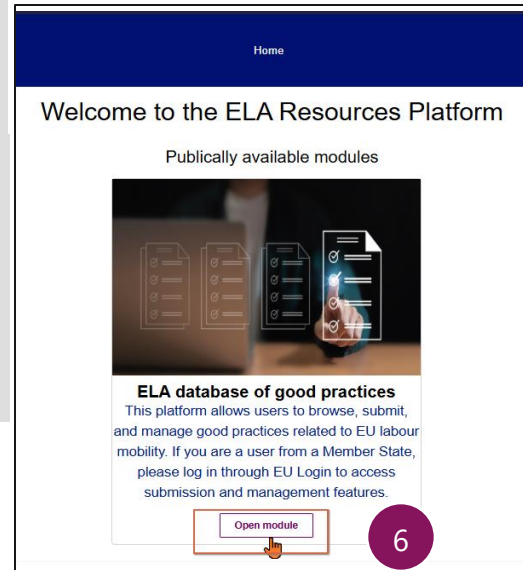 Home
Welcome to the ELA Resources Platform
Publically available modules
ELA database of good practices
This platform allows users to browse, submit,
and manage good practices related to EU labour
mobility. If you are a user from a Member State,
please log in through EU Login to access
submission and management features.
Open module
6